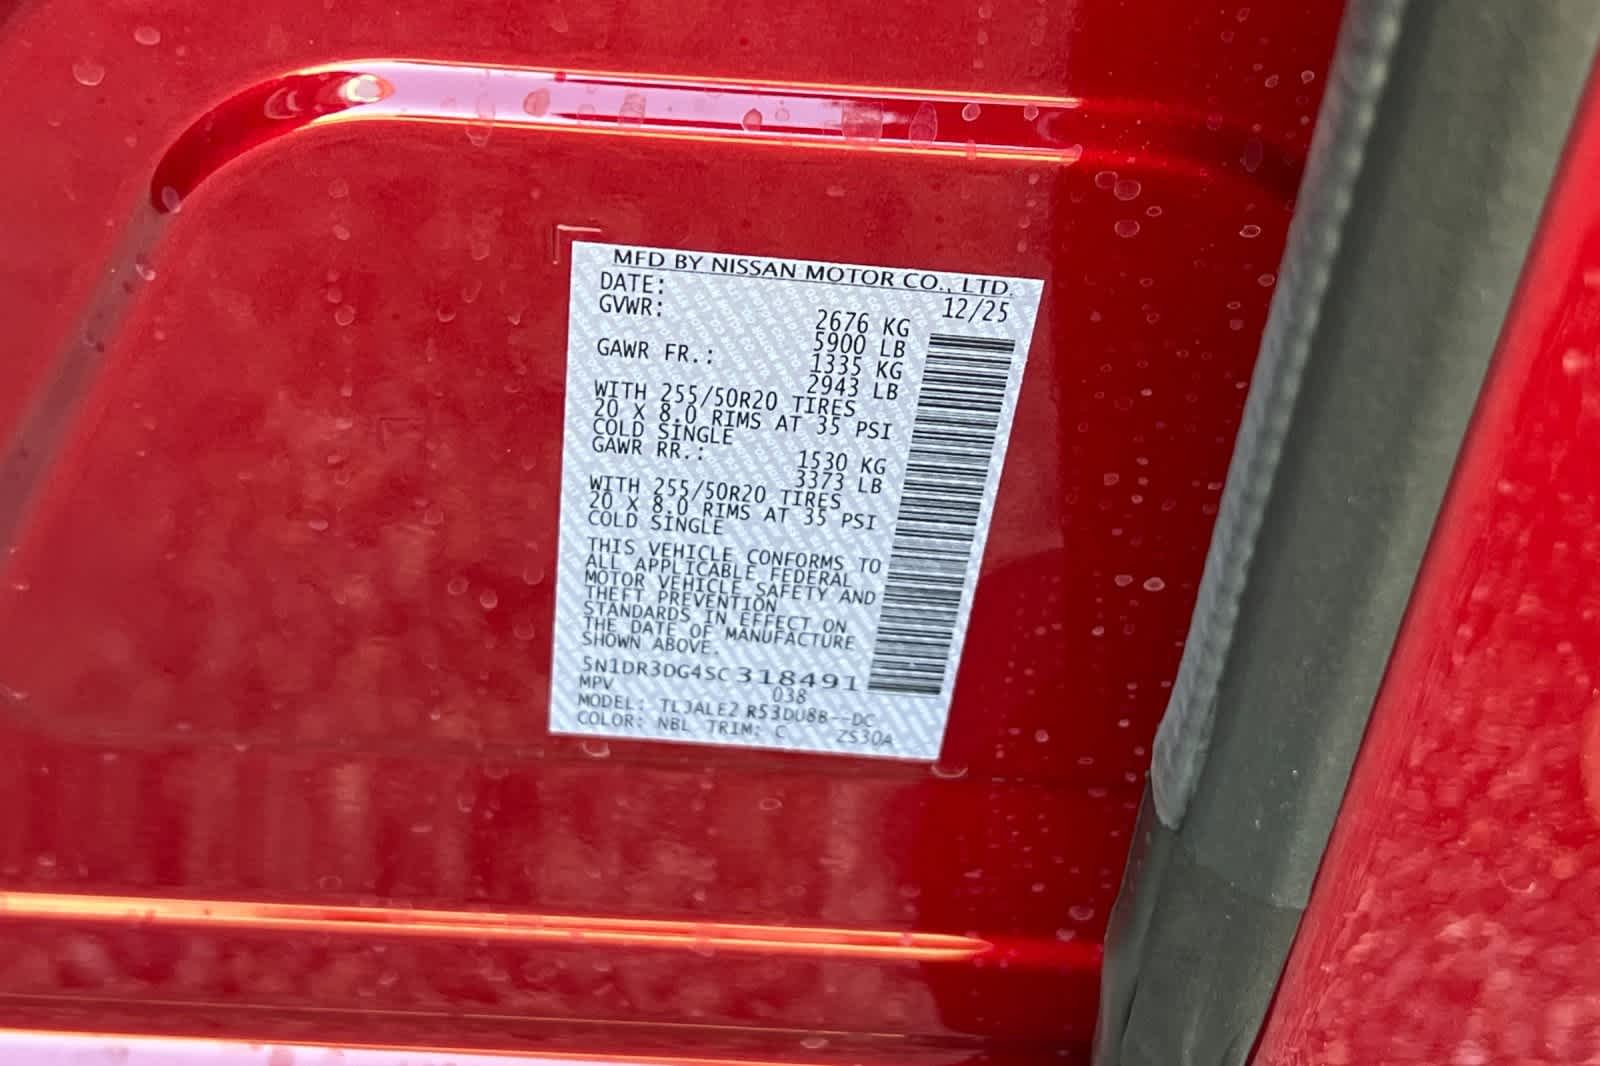 MFD BY NISSAN MOTOR CO., LTD.
DATE: 12/25
GVWR: 2676 KG
5900 LB
GAWR FR.: 1335 KG
2943 LB
WITH 255/50R20 TIRES
20 X 8.0 RIMS AT 35 PSI
COLD SINGLE
GAWR RR.: 1530 KG
3373 LB
WITH 255/50R20 TIRES
20 X 8.0 RIMS AT 35 PSI
COLD SINGLE
THIS VEHICLE CONFORMS TO
ALL APPLICABLE FEDERAL
MOTOR VEHICLE SAFETY AND
THEFT PREVENTION
STANDARDS IN EFFECT ON
THE DATE OF MANUFACTURE
SHOWN ABOVE.
5N1DR3DG4SC318491
MPV 038
MODEL: TLJALE2 R53DU8B--DC
COLOR: NBL TRIM: C ZS30A